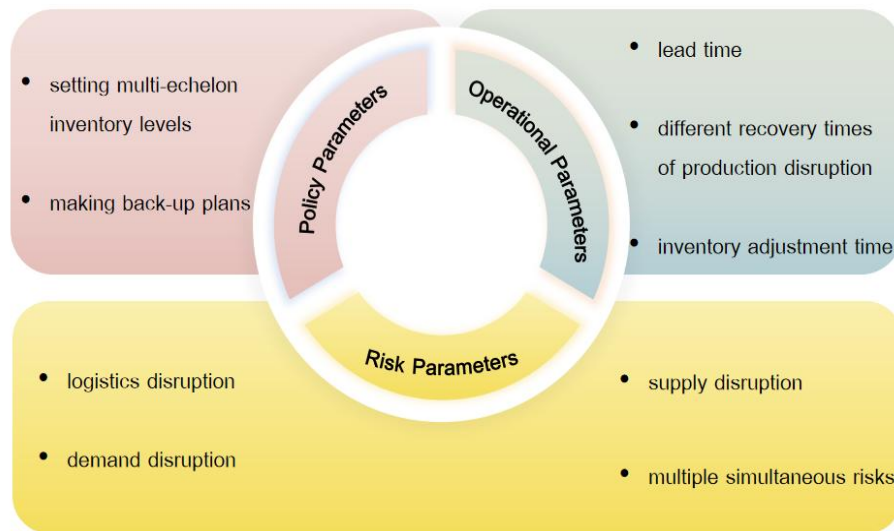 • setting multi-echelon
inventory levels
• making back-up plans
Policy Parameters
Operational Parameters
• lead time
• different recovery times
of production disruption
• inventory adjustment time
Risk Parameters
• logistics disruption
• demand disruption
• supply disruption
• multiple simultaneous risks